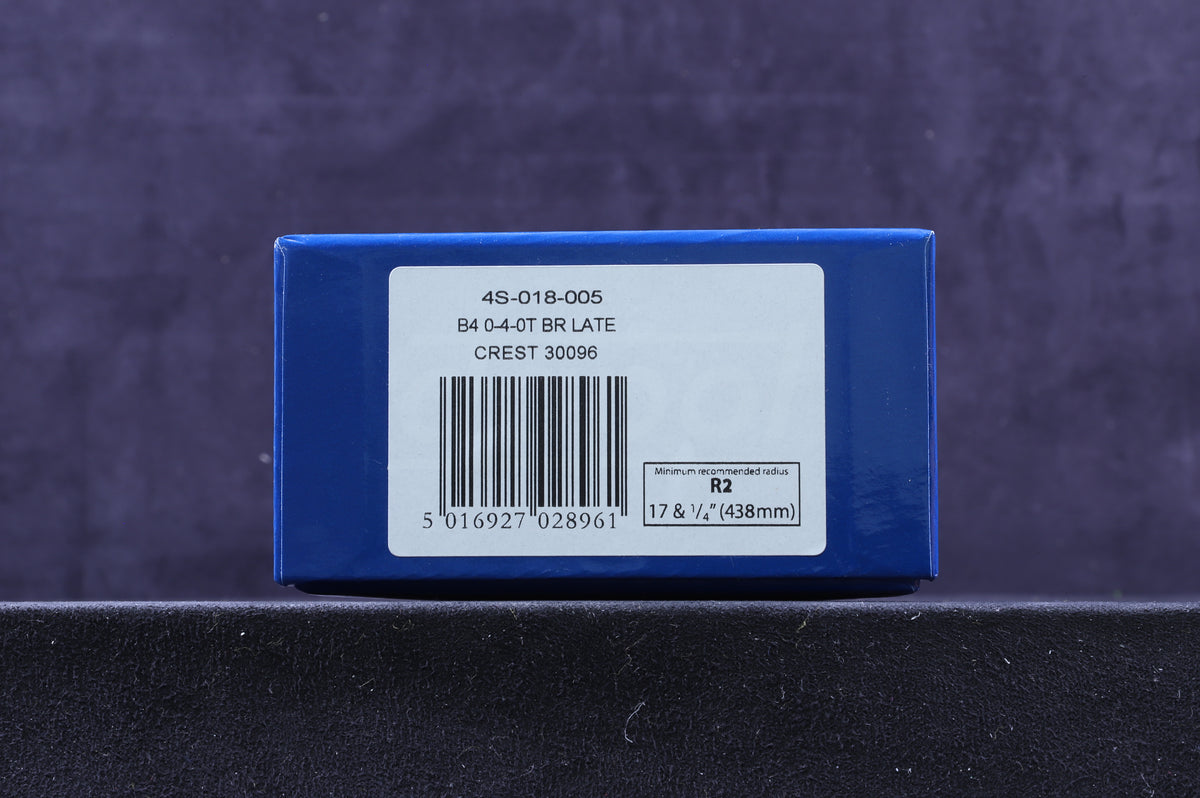 4S-018-005
B4 0-4-0T BR LATE
CREST 30096
5 016927 028961
Minimum recommended radius
R2
17 & 1/4" (438mm)